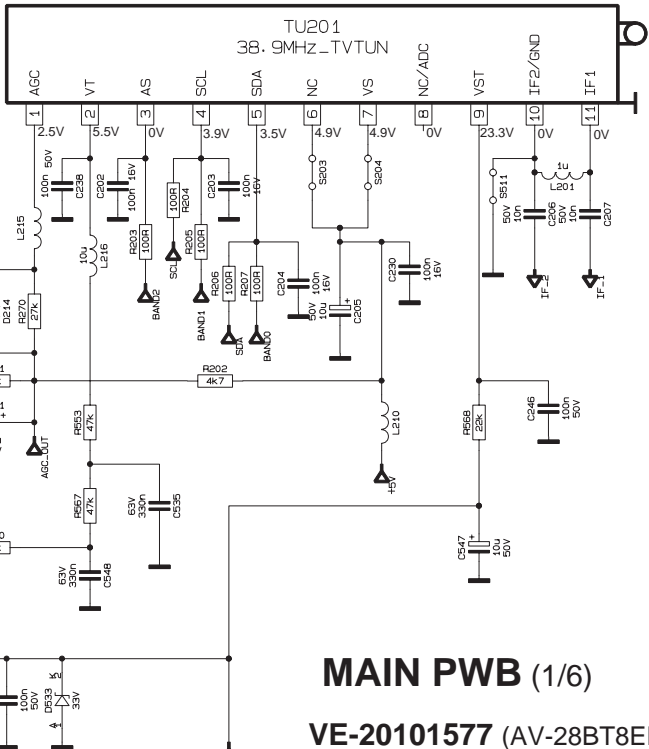 TU201
38.9MHz_TVTUN
AGC
VT
AS
SCL
SDA
NC
VS
NC/ADC
VST
IF2/GND
IF1
1
2
3
4
5
6
7
8
9
10
11
2.5V
5.5V
0V
3.9V
3.5V
4.9V
4.9V
0V
23.3V
0V
0V
100n 50V
C238
C202
100n 16V
C203
100n
16V
100R
R204
S203
S204
S511
1u
L201
50V
10n
C206
50V
10n
C207
L215
10u
L216
R203
100R
R205
100R
SCL
R206
100R
R207
100R
C204
100n
16V
C230
100n
16V
50V
10u
C205
IF_2
IF_1
BAND2
BAND1
SDA
BAND0
D214
R270
27k
R202
4k7
L210
+5V
R568
22k
C246
100n
50V
AGC_OUT
R553
47k
R567
47k
63V
330n
C535
63V
330n
C548
C547
10u
50V
100n
50V
D533
33V
K 2
A 1
MAIN PWB (1/6)
VE-20101577 (AV-28BT8E